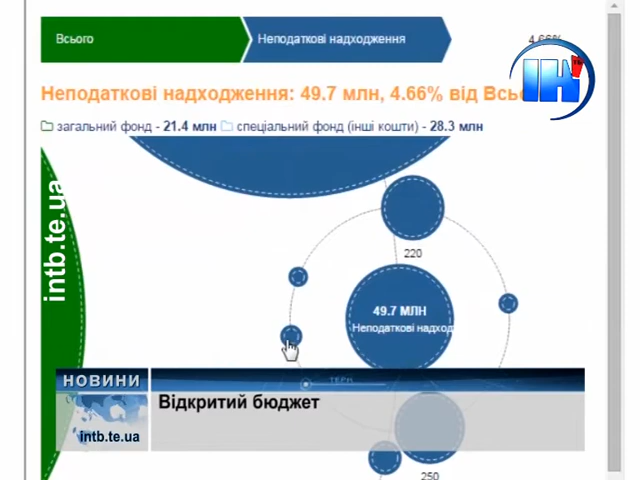 Всього
Неподаткові надходження
4.66%
ІНТБ
Неподаткові надходження: 49.7 млн, 4.66% від Всь
загальний фонд - 21.4 млн спеціальний фонд (інші кошти) - 28.3 млн
intb.te.ua
220
49.7 МЛН
Неподаткові надход
НОВИНИ
ТЕРН
Відкритий бюджет
intb.te.ua
250